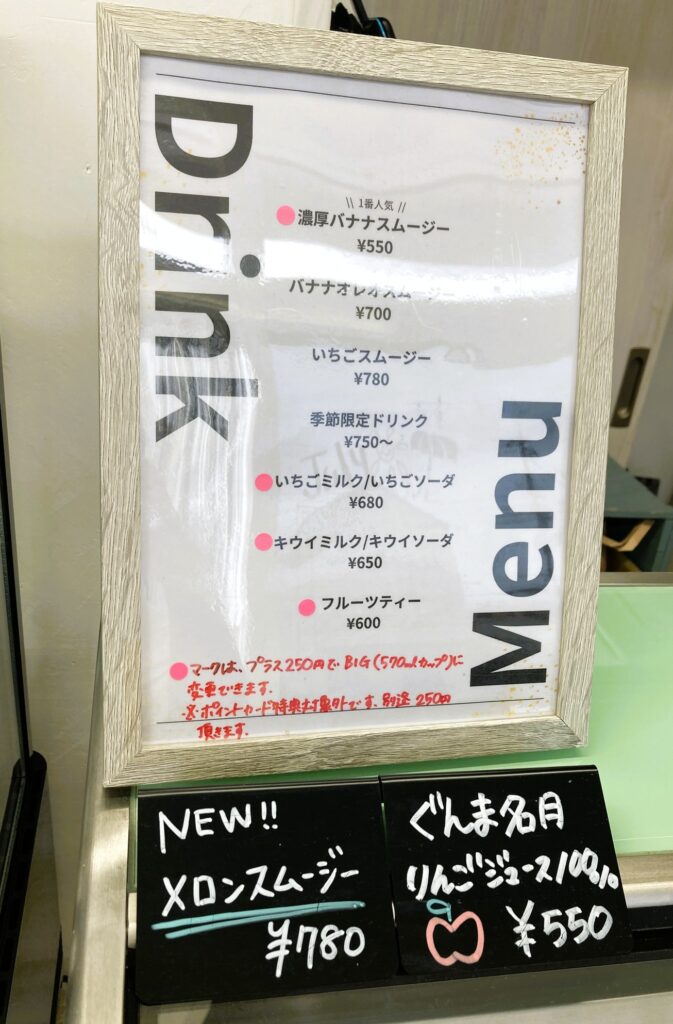 Drink
Menu
\\ 1番人気 //
濃厚バナナスムージー
¥550
バナナオレオスムージー
¥700
いちごスムージー
¥780
季節限定ドリンク
¥750〜
いちごミルク/いちごソーダ
¥680
キウイミルク/キウイソーダ
¥650
フルーツティー
¥600
マークは、プラス250円で BIG(570mlカップ)に
変更できます。
※ポイントカード特典対象外です。別途 250円
頂きます。
NEW!!
メロンスムージー
¥780
ぐんま名月
りんごジュース100%
¥550